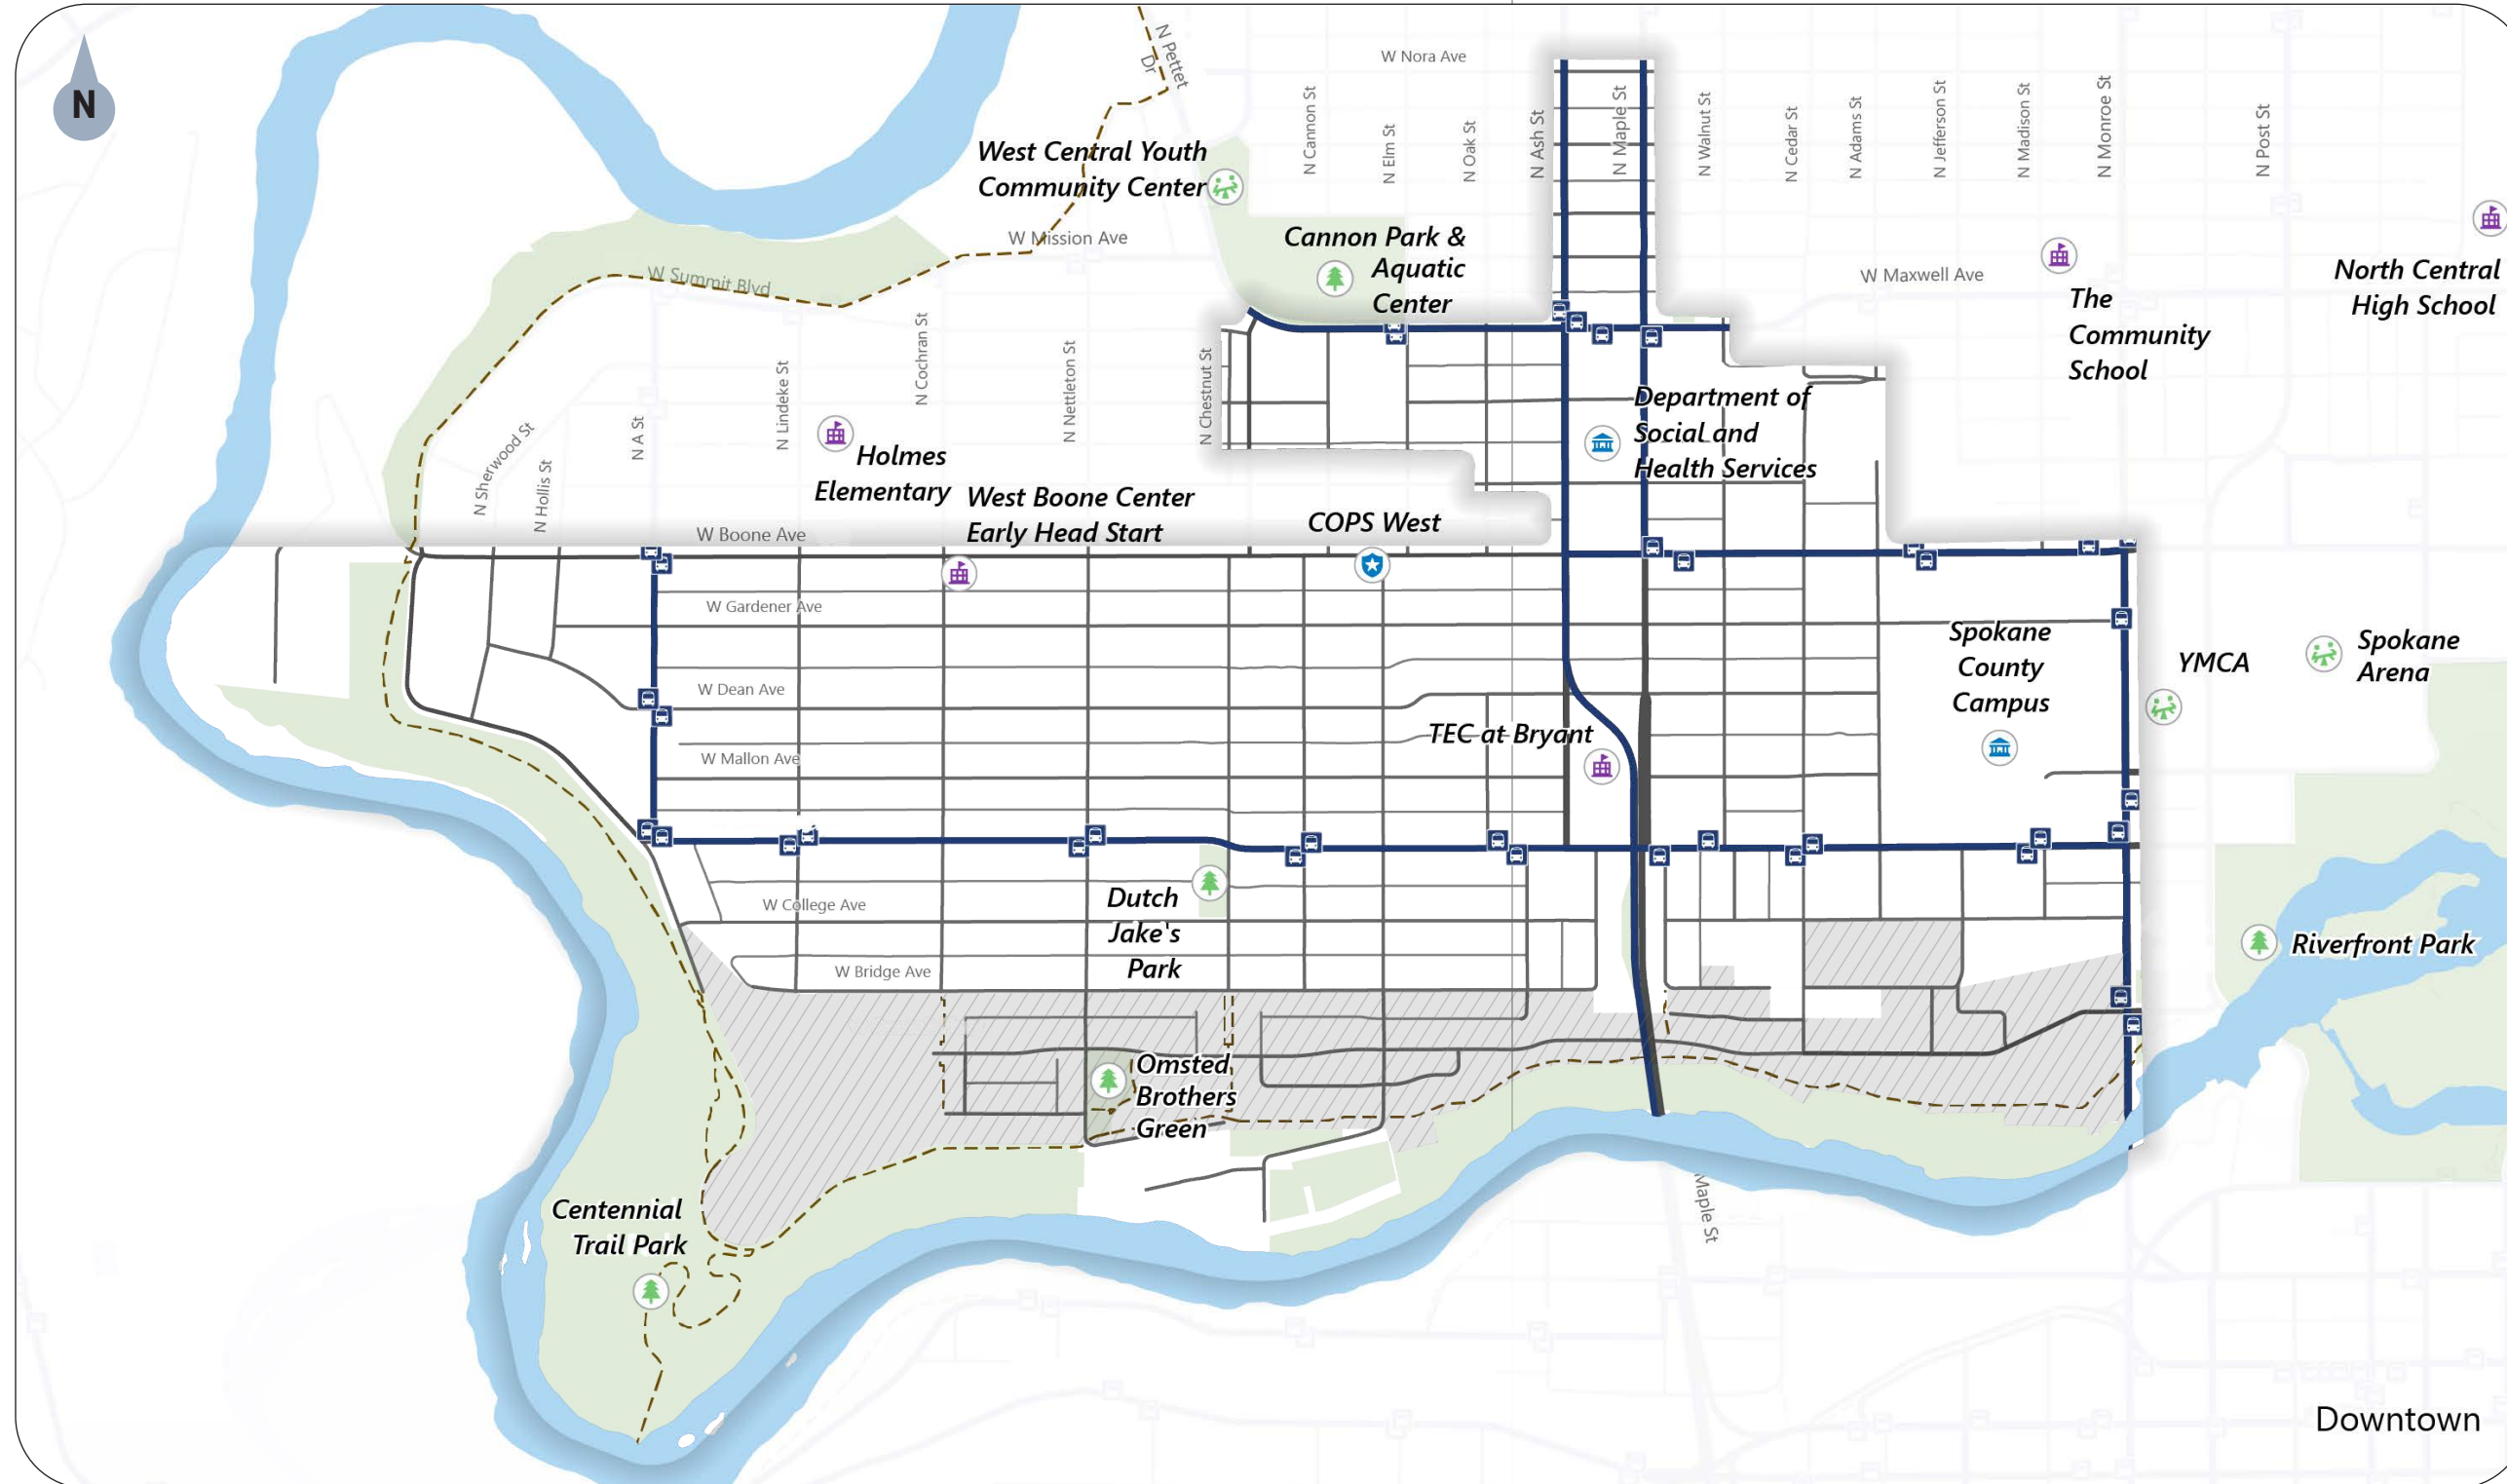 N
N Pettet
Dr
W Nora Ave
N Cannon St
N Elm St
N Oak St
N Ash St
N Maple St
N Walnut St
N Cedar St
N Adams St
N Jefferson St
N Madison St
N Monroe St
N Post St
West Central Youth
Community Center
W Mission Ave
Cannon Park &
Aquatic
Center
W Summit Blvd
W Maxwell Ave
The
Community
School
North Central
High School
N Sherwood St
N Hollis St
N A St
N Lindeke St
N Cochran St
N Nettleton St
N Chestnut St
Holmes
Elementary
Department of
Social and
Health Services
West Boone Center
Early Head Start
COPS West
W Boone Ave
W Gardener Ave
Spokane
County
Campus
YMCA
Spokane
Arena
W Dean Ave
TEC at Bryant
W Mallon Ave
Dutch
Jake's
Park
W College Ave
W Bridge Ave
Riverfront Park
Omsted
Brothers
Green
Centennial
Trail Park
Maple St
Downtown